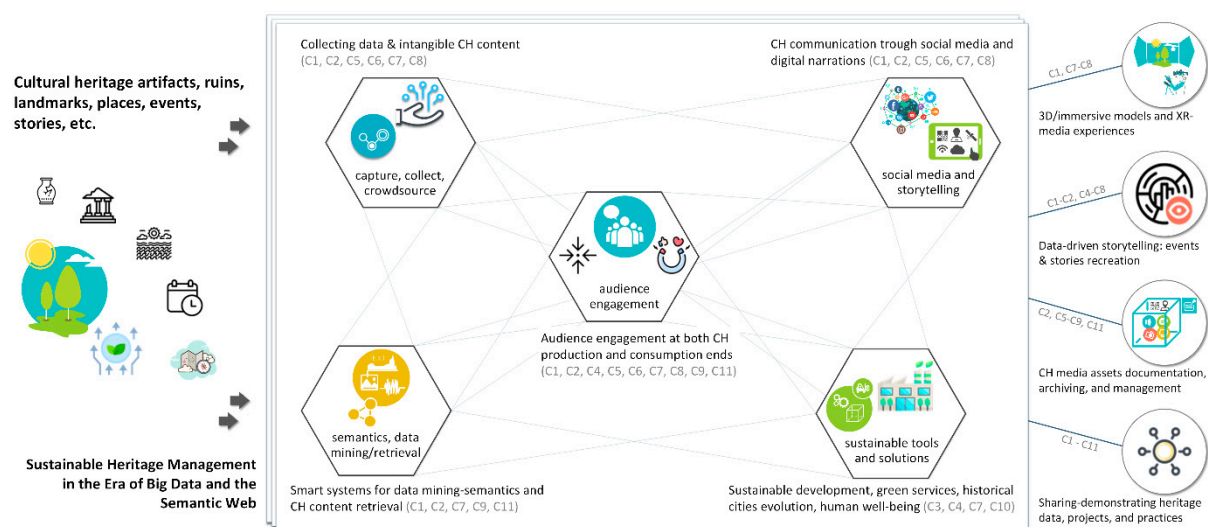 Cultural heritage artifacts, ruins,
landmarks, places, events,
stories, etc.
Sustainable Heritage Management
in the Era of Big Data and the
Semantic Web
Collecting data & intangible CH content
(C1, C2, C5, C6, C7, C8)
capture, collect,
crowdsource
CH communication trough social media and
digital narrations (C1, C2, C5, C6, C7, C8)
social media and
storytelling
audience
engagement
Audience engagement at both CH
production and consumption ends
(C1, C2, C4, C5, C6, C7, C8, C9, C11)
semantics, data
mining/retrieval
Smart systems for data mining-semantics and
CH content retrieval (C1, C2, C7, C9, C11)
sustainable tools
and solutions
Sustainable development, green services, historical
cities evolution, human well-being (C3, C4, C7, C10)
C1, C7-C8
3D/immersive models and XR-
media experiences
C1-C2, C4-C8
Data-driven storytelling: events
& stories recreation
C2, C5-C9, C11
CH media assets documentation,
archiving, and management
C1 - C11
Sharing-demonstrating heritage
data, projects, and practices